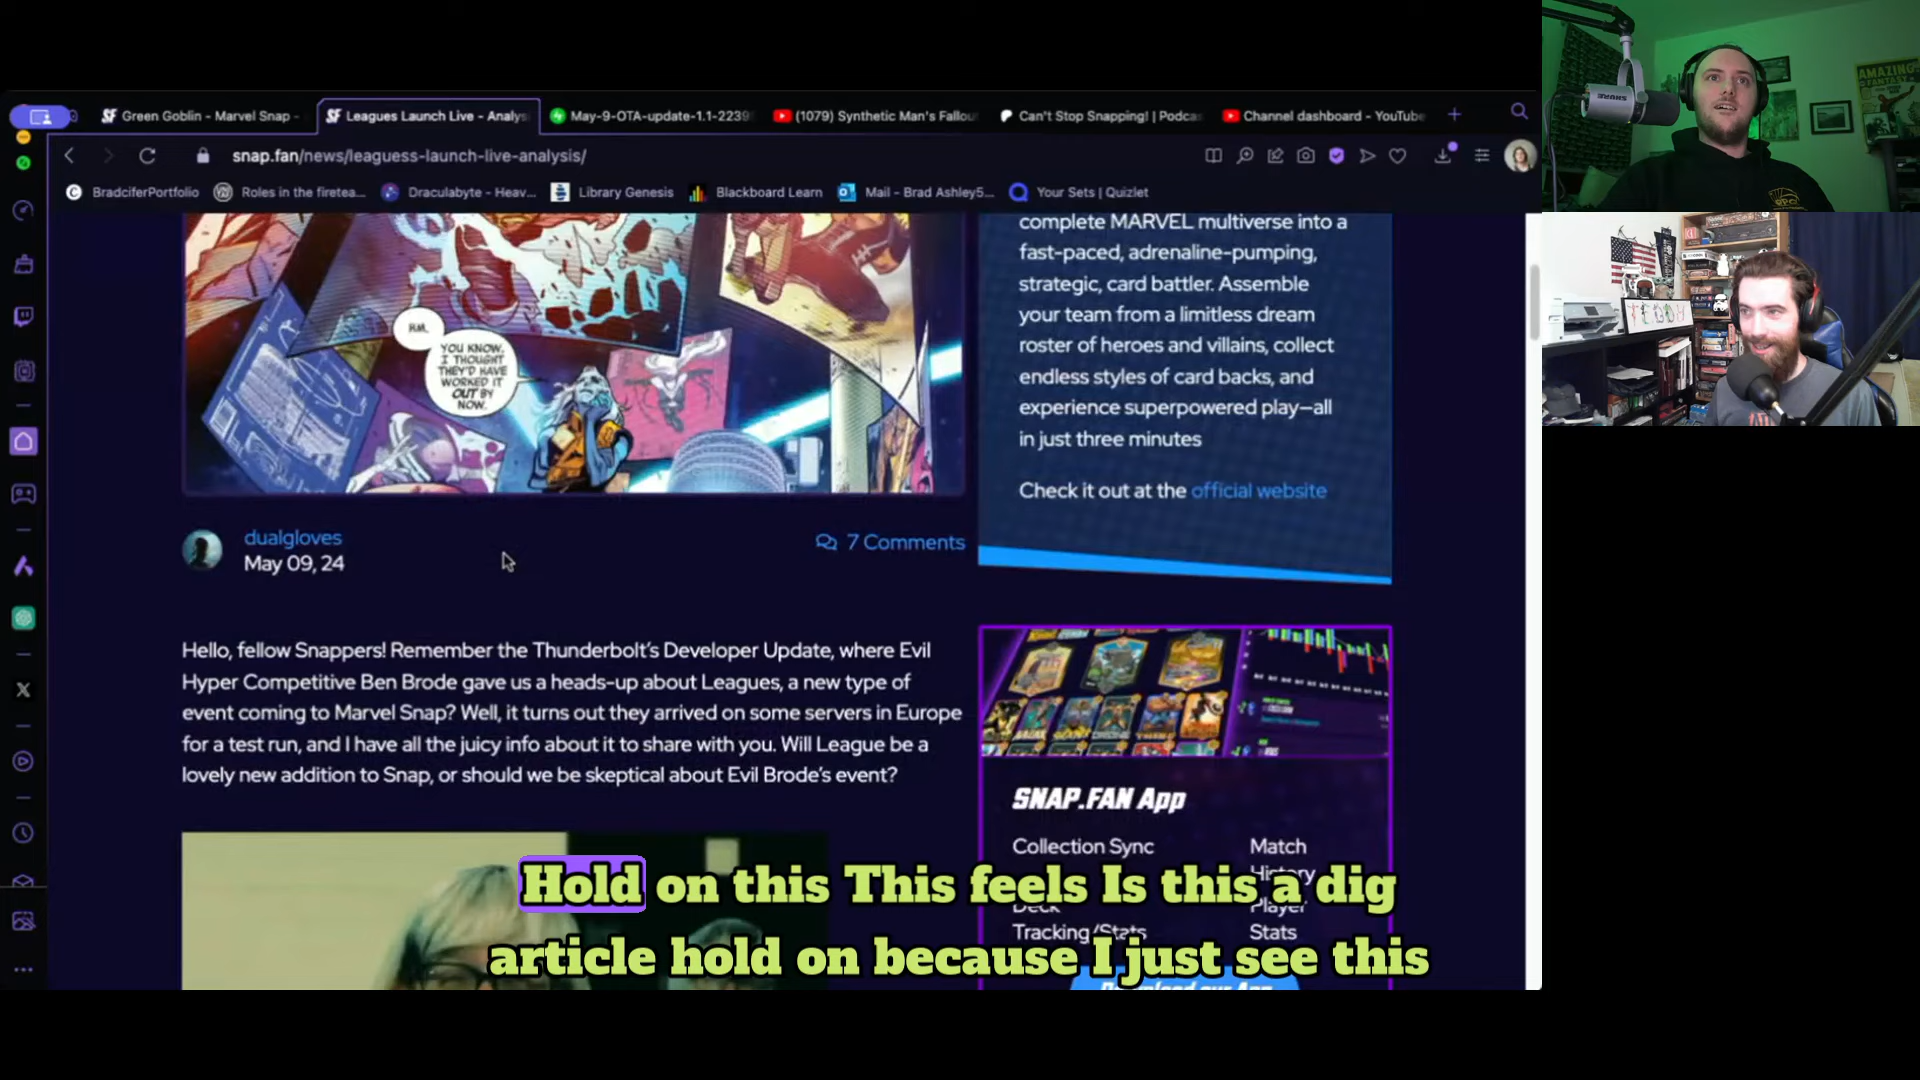 Green Goblin - Marvel Snap -
Leagues Launch Live - Analys
May-9-OTA-update-1.1-2239
(1079) Synthetic Man's Fallou
Can't Stop Snapping! | Podca
Channel dashboard - YouTube
snap.fan/news/leaguess-launch-live-analysis/
BradciferPortfolio
Roles in the firetea...
Draculabyte - Heav...
Library Genesis
Blackboard Learn
Mail - Brad Ashley5...
Your Sets | Quizlet
SHURE
AMAZING
FANTASY
HM.
YOU KNOW,
I THOUGHT
THEY'D HAVE
WORKED IT
OUT BY
NOW.
complete MARVEL multiverse into a
fast-paced, adrenaline-pumping,
strategic, card battler. Assemble
your team from a limitless dream
roster of heroes and villains, collect
endless styles of card backs, and
experience superpowered play—all
in just three minutes
Check it out at the official website
dualgloves
May 09, 24
7 Comments
Hello, fellow Snappers! Remember the Thunderbolt's Developer Update, where Evil
Hyper Competitive Ben Brode gave us a heads-up about Leagues, a new type of
event coming to Marvel Snap? Well, it turns out they arrived on some servers in Europe
for a test run, and I have all the juicy info about it to share with you. Will League be a
lovely new addition to Snap, or should we be skeptical about Evil Brode's event?
SNAP.FAN App
Collection Sync
Match
History
Deck
Tracking/Stats
Player
Stats
Download our App
Hold on this This feels Is this a dig
article hold on because I just see this